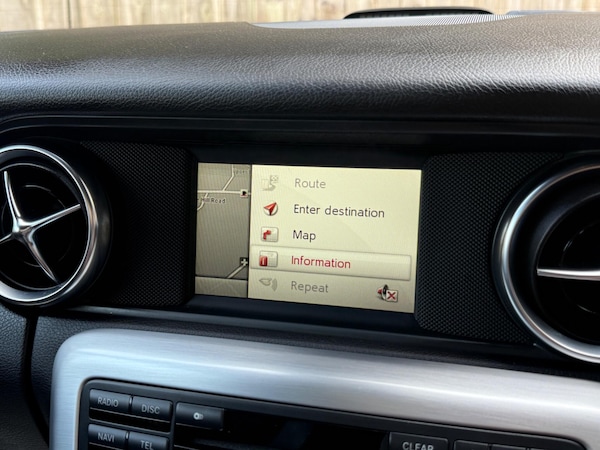 Route
Enter destination
Road
Map
Information
Repeat
RADIO DISC
NAVI TEL
CLEAR